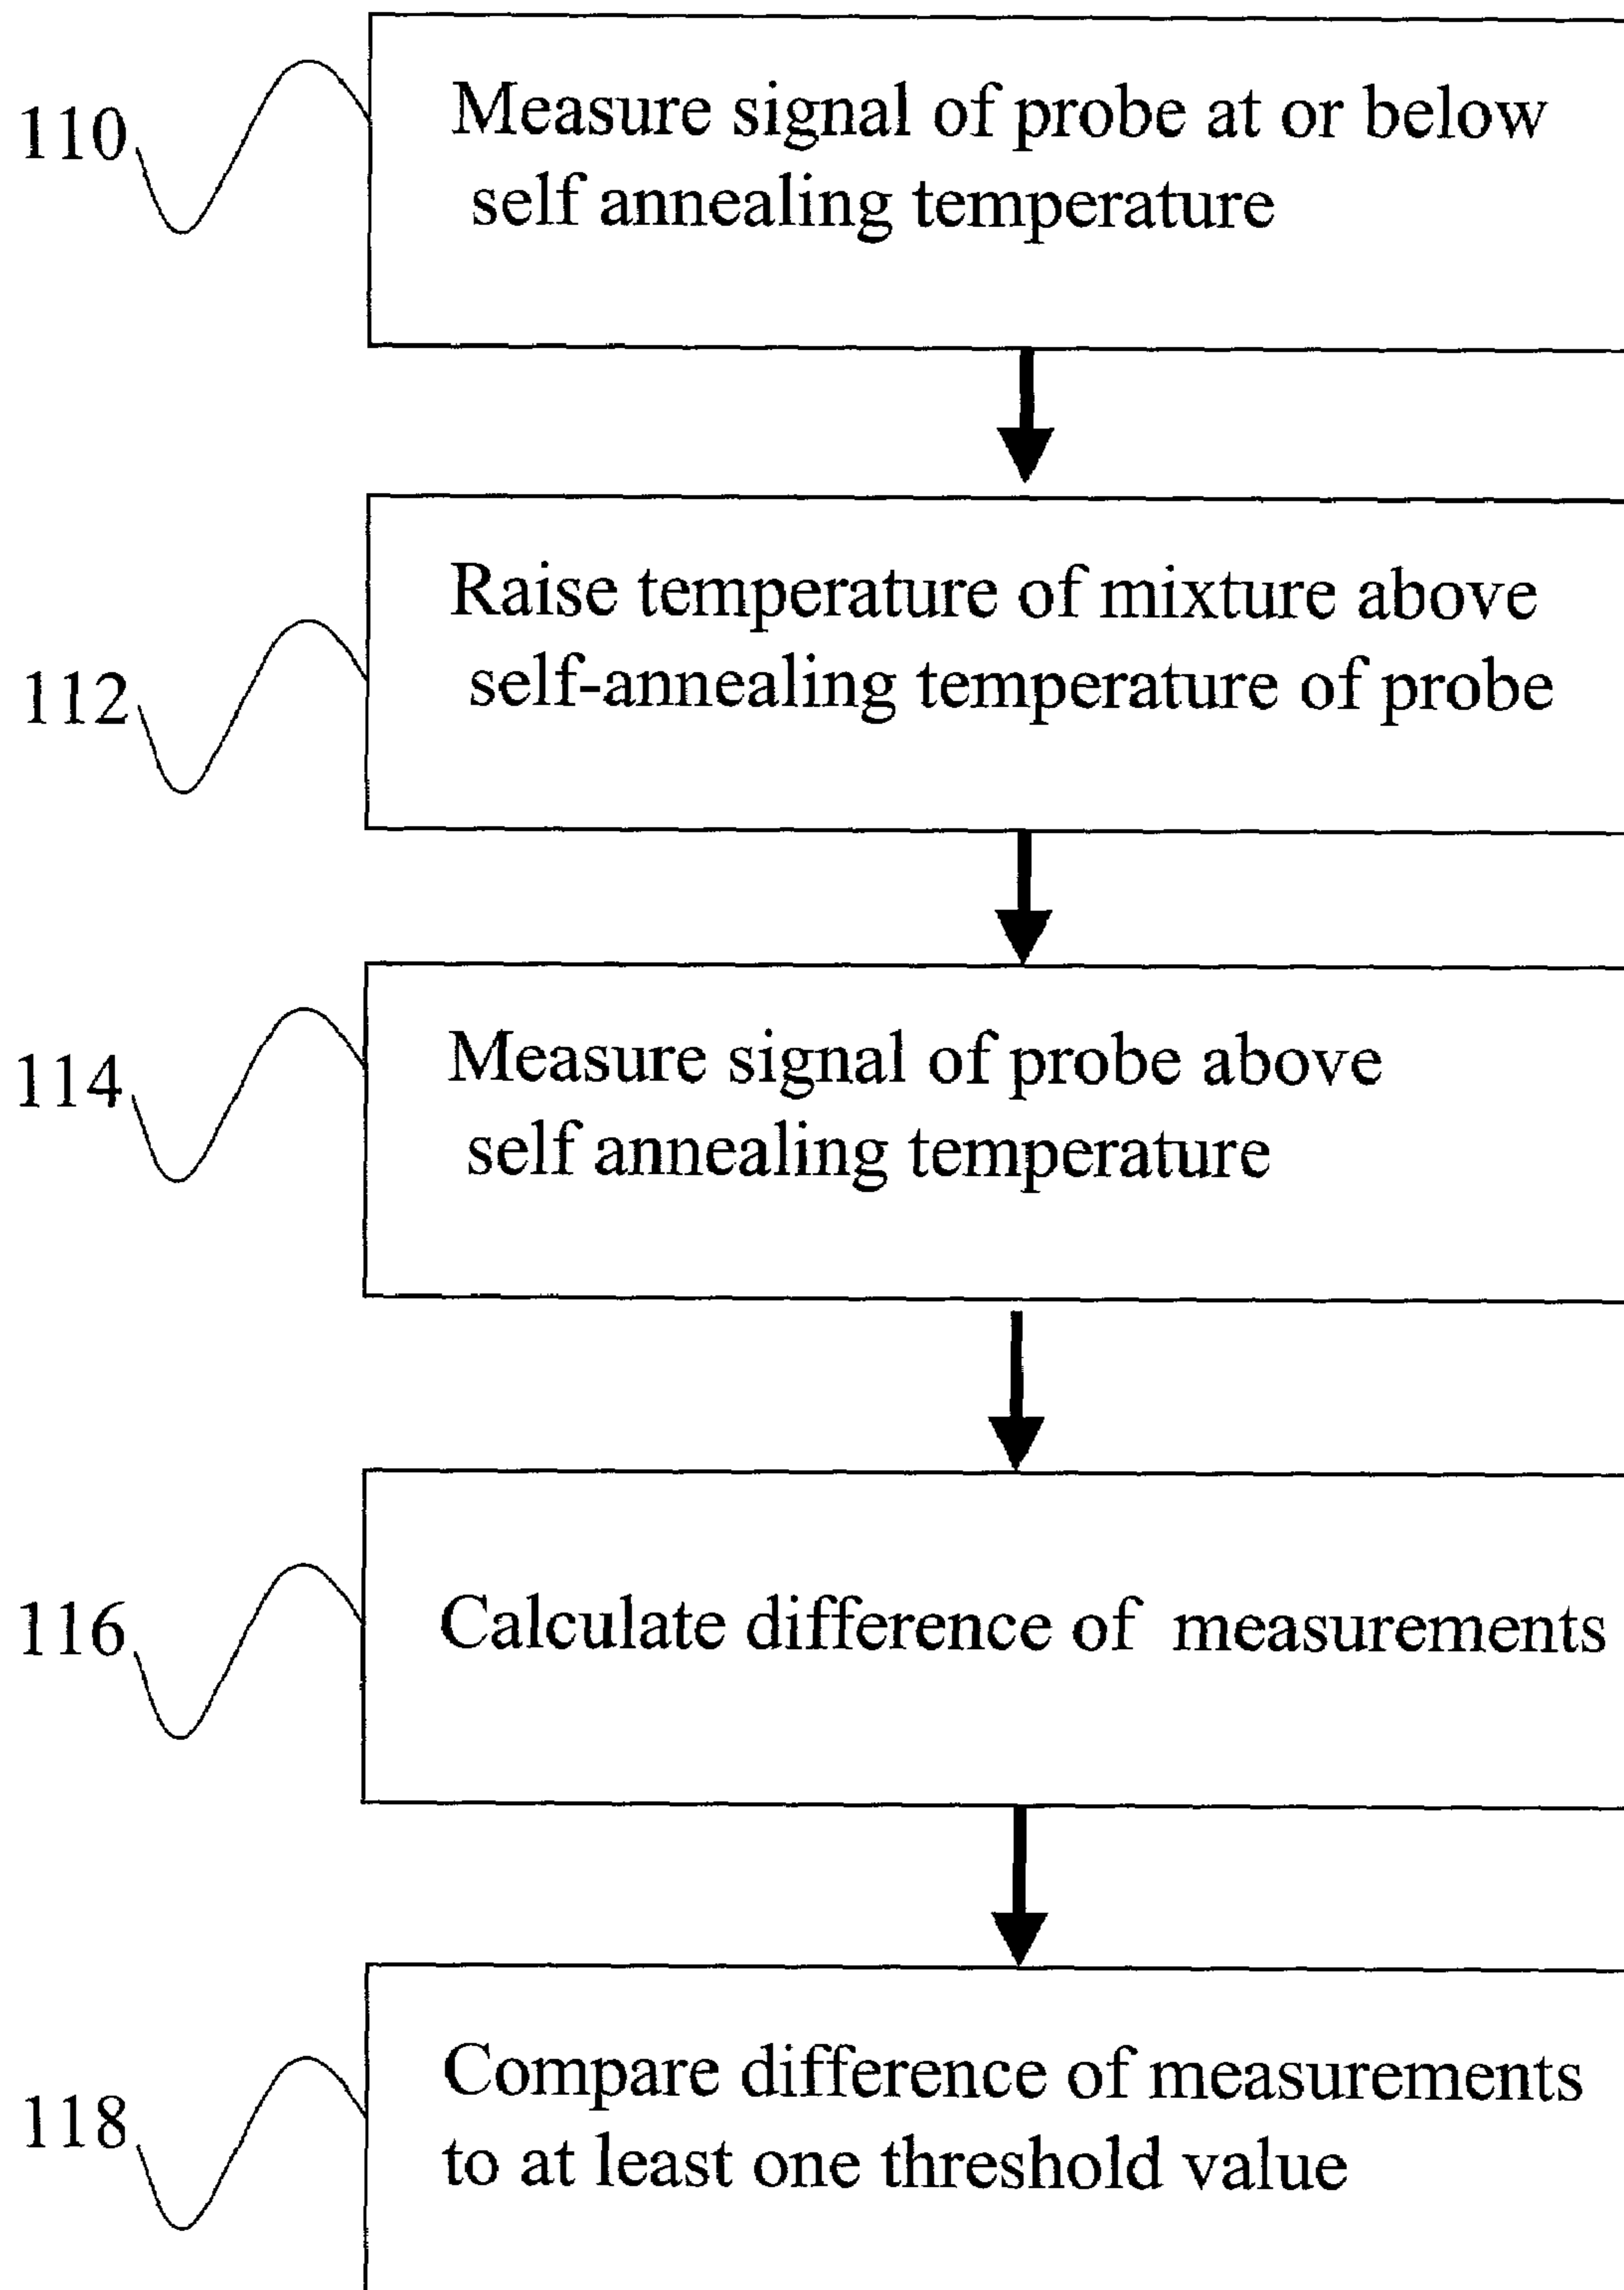 110
Measure signal of probe at or below
self annealing temperature
112
Raise temperature of mixture above
self-annealing temperature of probe
114
Measure signal of probe above
self annealing temperature
116
Calculate difference of measurements
118
Compare difference of measurements
to at least one threshold value